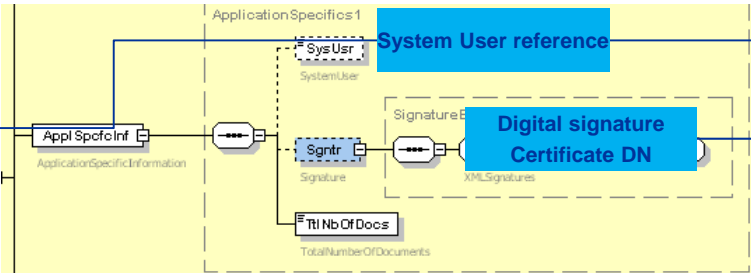 ApplicationSpecifics1
SysUsr
System User reference
SystemUser
SignatureE
ApplSpcfcInf
Digital signature
Certificate DN
Sgntr
ApplicationSpecificInformation
Signature
XMLSignatures
TtlNbOfDocs
TotalNumberOfDocuments